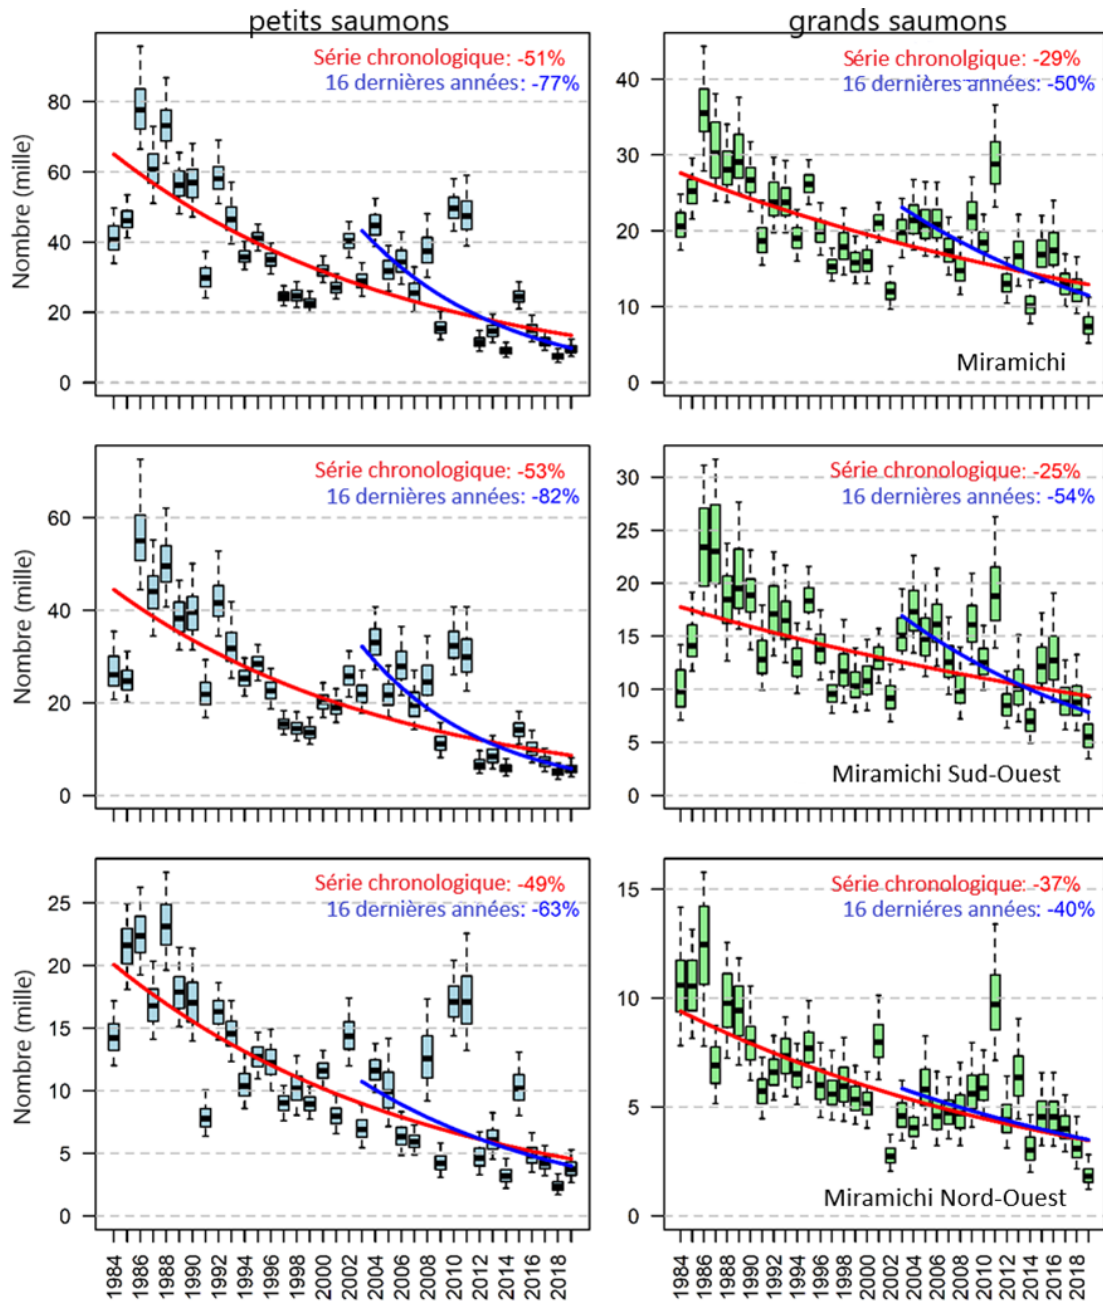 petits saumons
grands saumons
Série chronologique: -51%
16 dernières années: -77%
Nombre (mille)
80
60
40
20
0
Série chronlgique: -29%
16 dernières années: -50%
40
30
20
10
0
Miramichi
Série chronologique: -53%
16 dernières années: -82%
Nombre (mille)
60
40
20
0
Série chronologique: -25%
16 dernières années: -54%
30
25
20
15
10
5
0
Miramichi Sud-Ouest
Série chronologique: -49%
16 dernières années: -63%
Nombre (mille)
25
20
15
10
5
0
1984 1986 1988 1990 1992 1994 1996 1998 2000 2002 2004 2006 2008 2010 2012 2014 2016 2018
Série chronologique: -37%
16 derniéres années: -40%
15
10
5
0
Miramichi Nord-Ouest
1984 1986 1988 1990 1992 1994 1996 1998 2000 2002 2004 2006 2008 2010 2012 2014 2016 2018